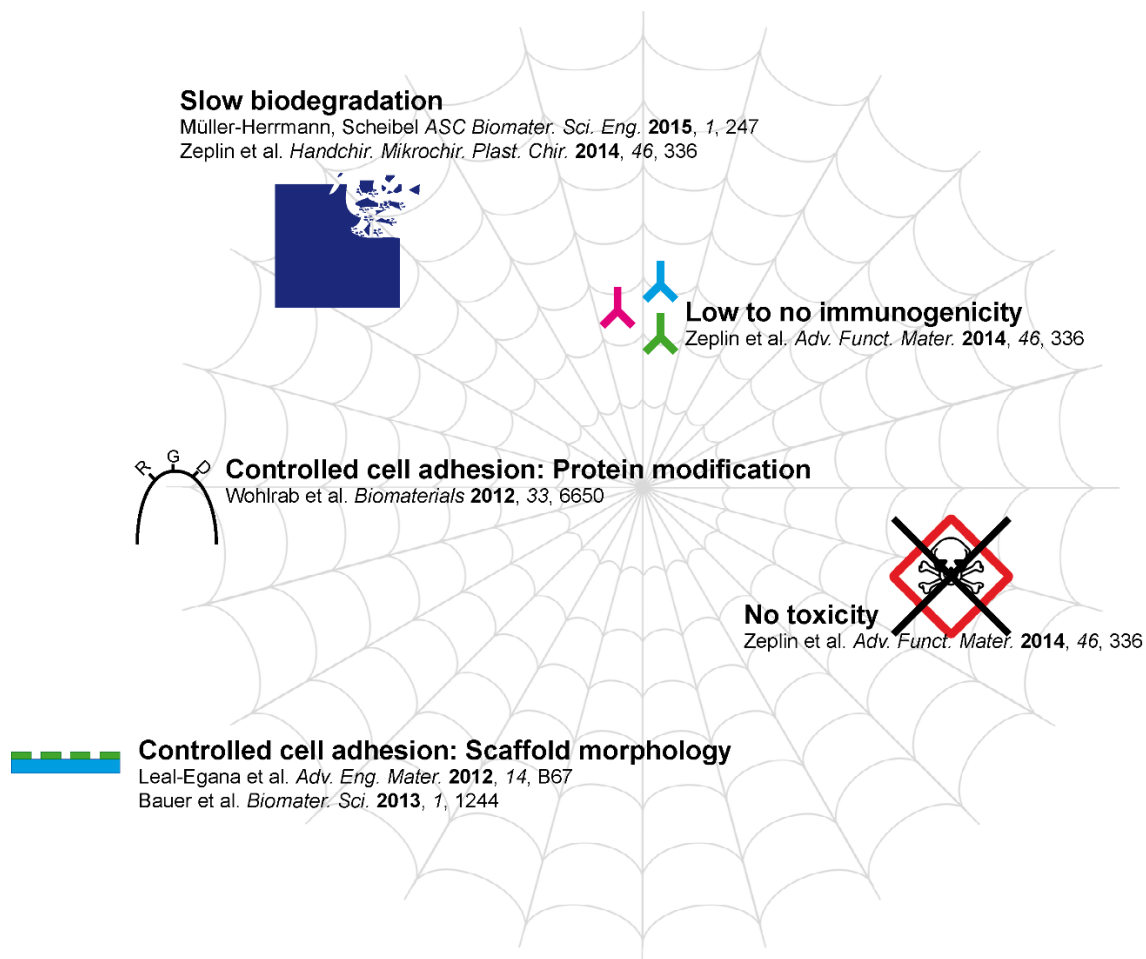 Slow biodegradation
Müller-Herrmann, Scheibel ASC Biomater. Sci. Eng. 2015, 1, 247
Zeplin et al. Handchir. Mikrochir. Plast. Chir. 2014, 46, 336
Low to no immunogenicity
Zeplin et al. Adv. Funct. Mater. 2014, 46, 336
R G D
Controlled cell adhesion: Protein modification
Wohlrab et al. Biomaterials 2012, 33, 6650
No toxicity
Zeplin et al. Adv. Funct. Mater. 2014, 46, 336
Controlled cell adhesion: Scaffold morphology
Leal-Egana et al. Adv. Eng. Mater. 2012, 14, B67
Bauer et al. Biomater. Sci. 2013, 1, 1244